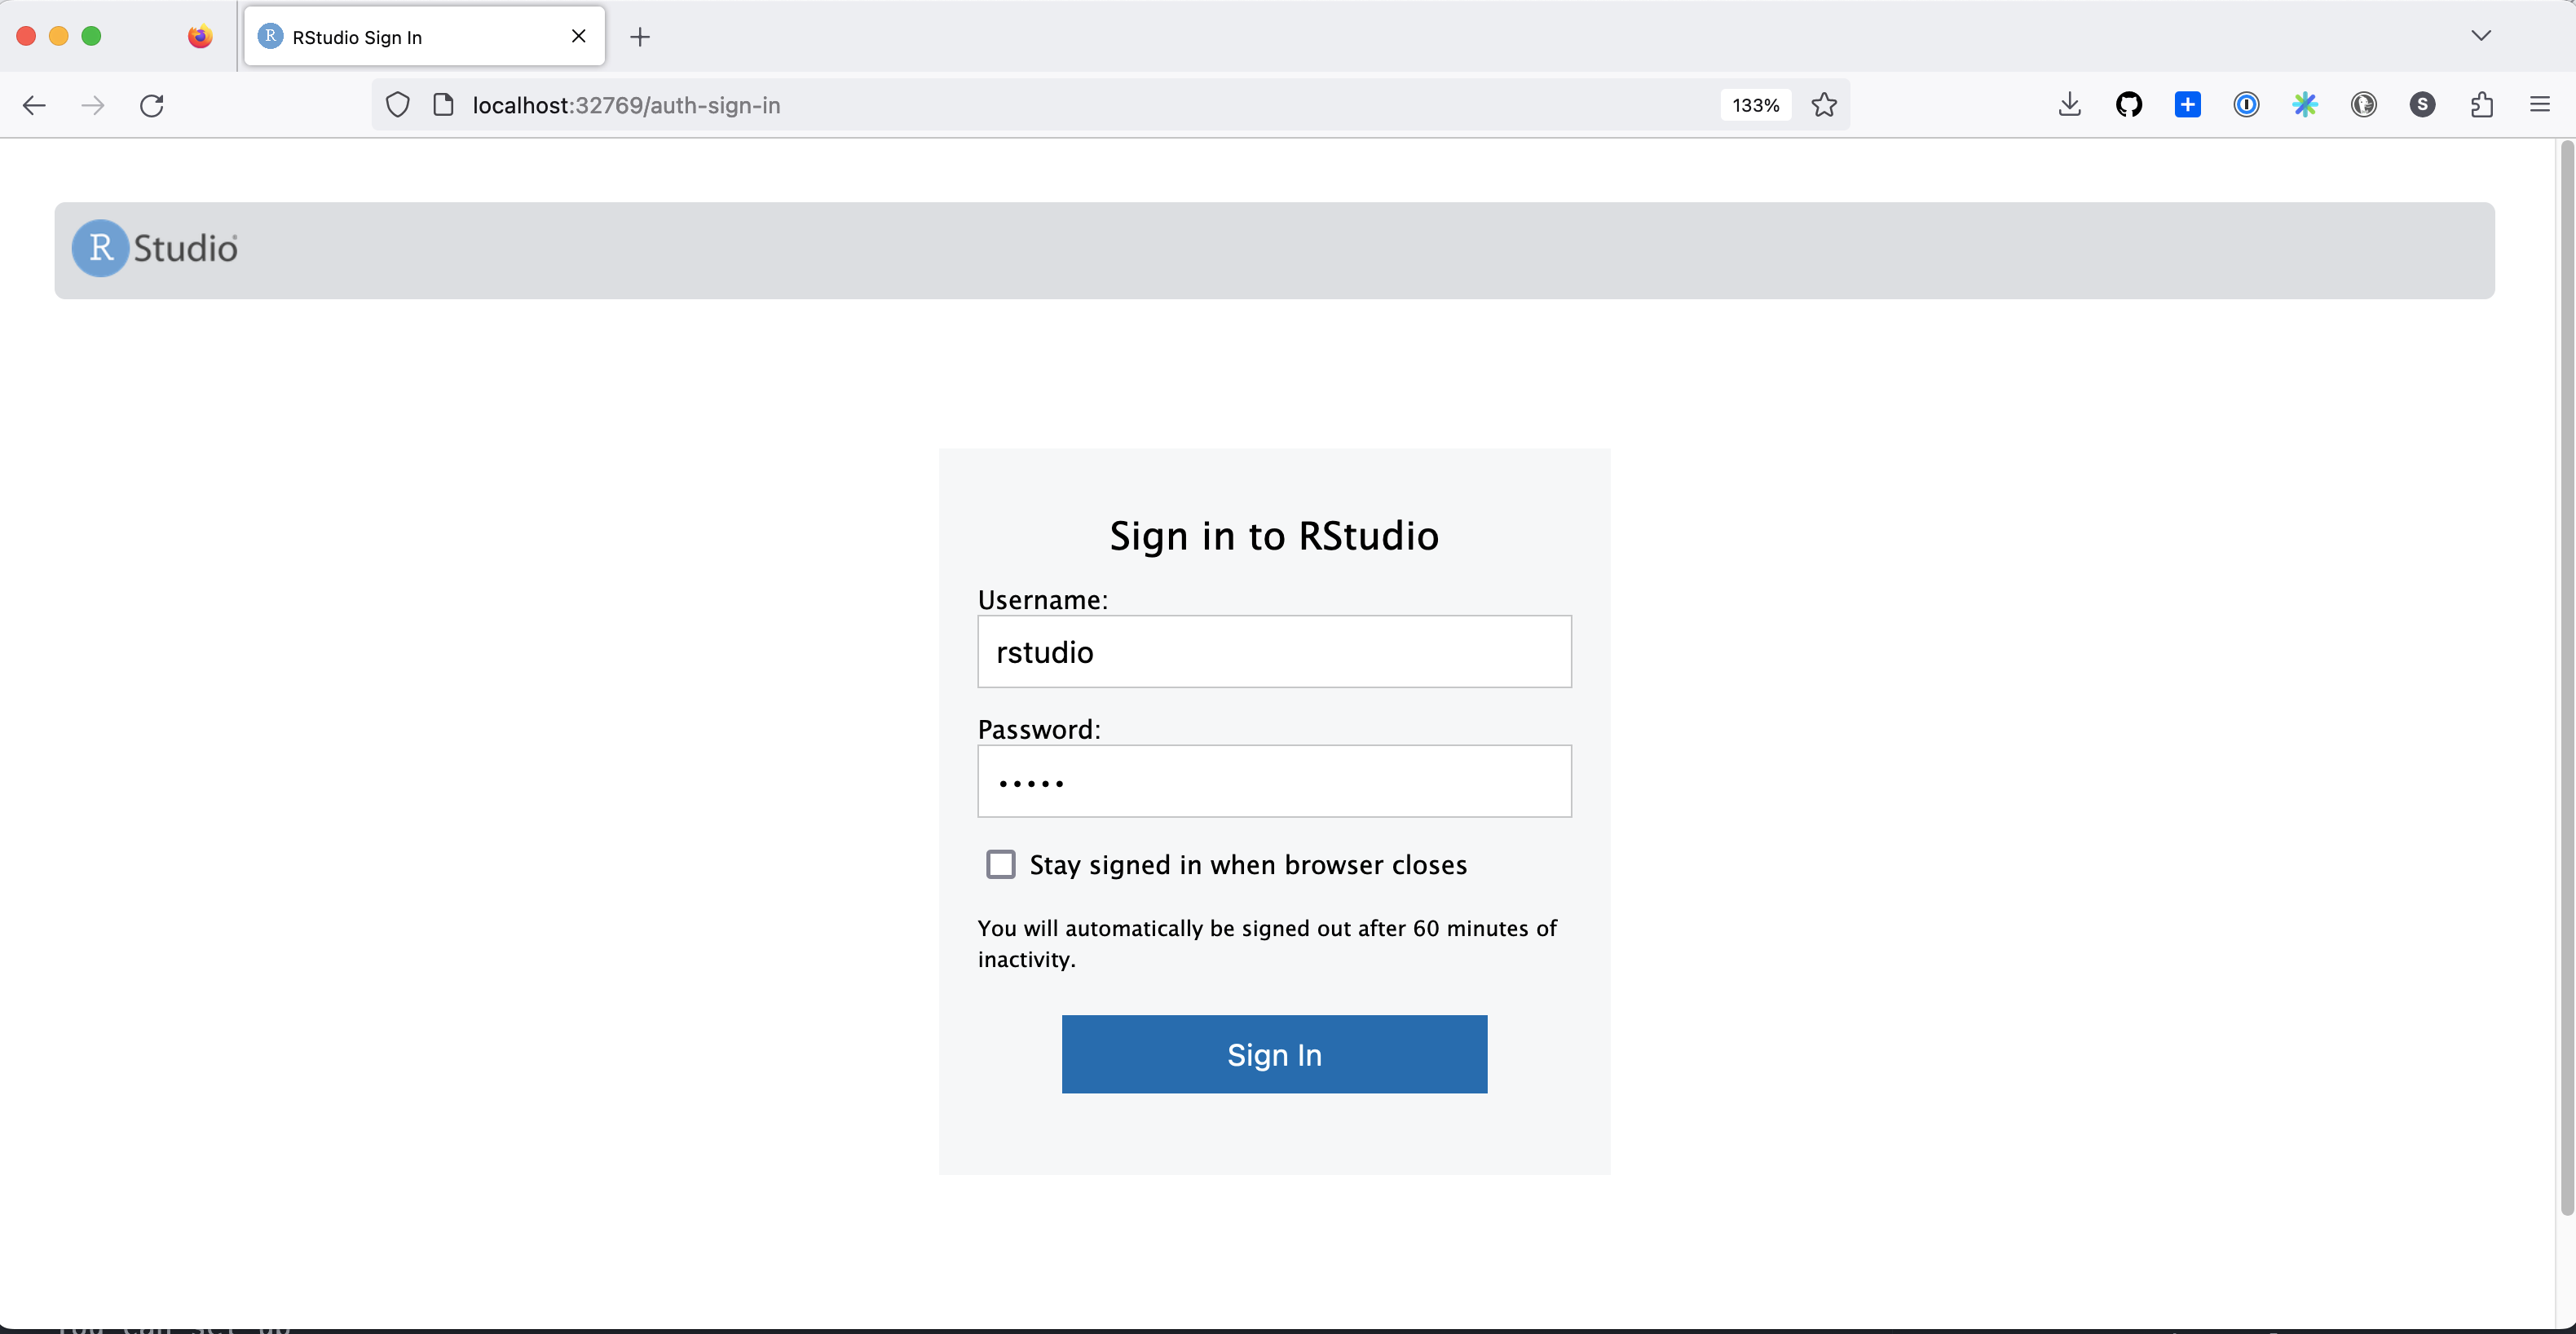 RStudio Sign In
localhost:32769/auth-sign-in
133%
S
R Studio
Sign in to RStudio
Username:
rstudio
Password:
•••••
Stay signed in when browser closes
You will automatically be signed out after 60 minutes of
inactivity.
Sign In